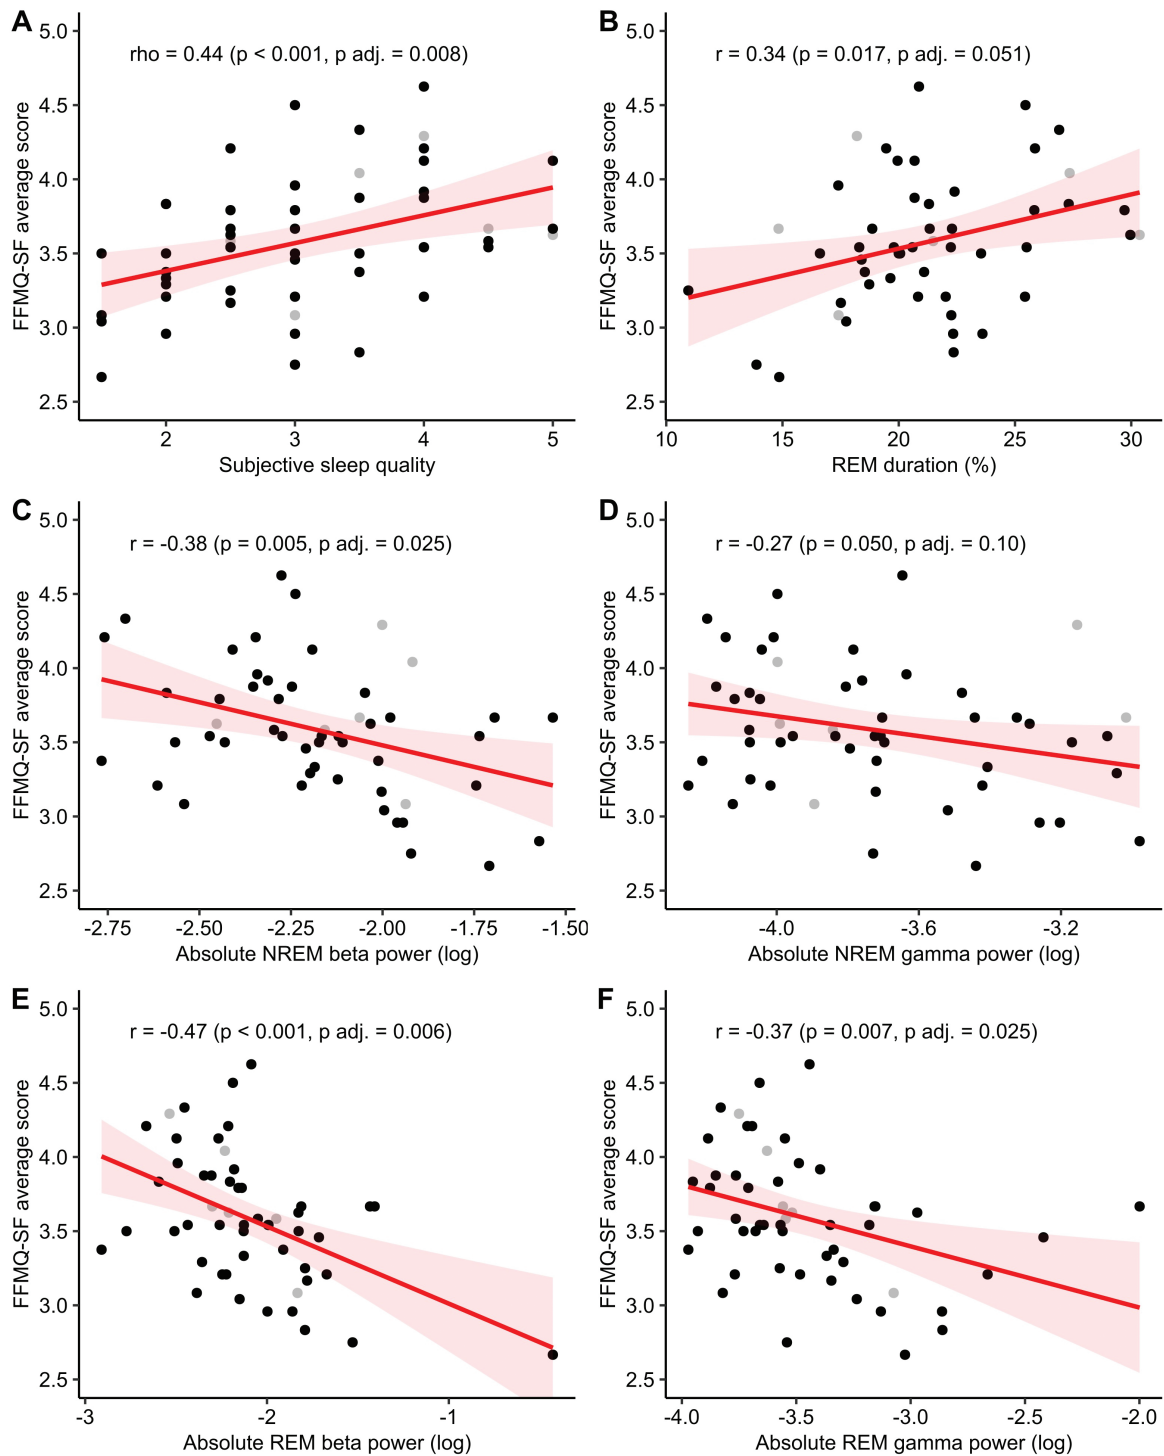 A
B
rho = 0.44 (p < 0.001, p adj. = 0.008)
r = 0.34 (p = 0.017, p adj. = 0.051)
FFMQ-SF average score
5.0
4.5
4.0
3.5
3.0
2.5
2 3 4 5
Subjective sleep quality
FFMQ-SF average score
5.0
4.5
4.0
3.5
3.0
2.5
10 15 20 25 30
REM duration (%)
C
D
r = -0.38 (p = 0.005, p adj. = 0.025)
r = -0.27 (p = 0.050, p adj. = 0.10)
FFMQ-SF average score
5.0
4.5
4.0
3.5
3.0
2.5
-2.75 -2.50 -2.25 -2.00 -1.75 -1.50
Absolute NREM beta power (log)
FFMQ-SF average score
5.0
4.5
4.0
3.5
3.0
2.5
-4.0 -3.6 -3.2
Absolute NREM gamma power (log)
E
F
r = -0.47 (p < 0.001, p adj. = 0.006)
r = -0.37 (p = 0.007, p adj. = 0.025)
FFMQ-SF average score
5.0
4.5
4.0
3.5
3.0
2.5
-3 -2 -1
Absolute REM beta power (log)
FFMQ-SF average score
5.0
4.5
4.0
3.5
3.0
2.5
-4.0 -3.5 -3.0 -2.5 -2.0
Absolute REM gamma power (log)